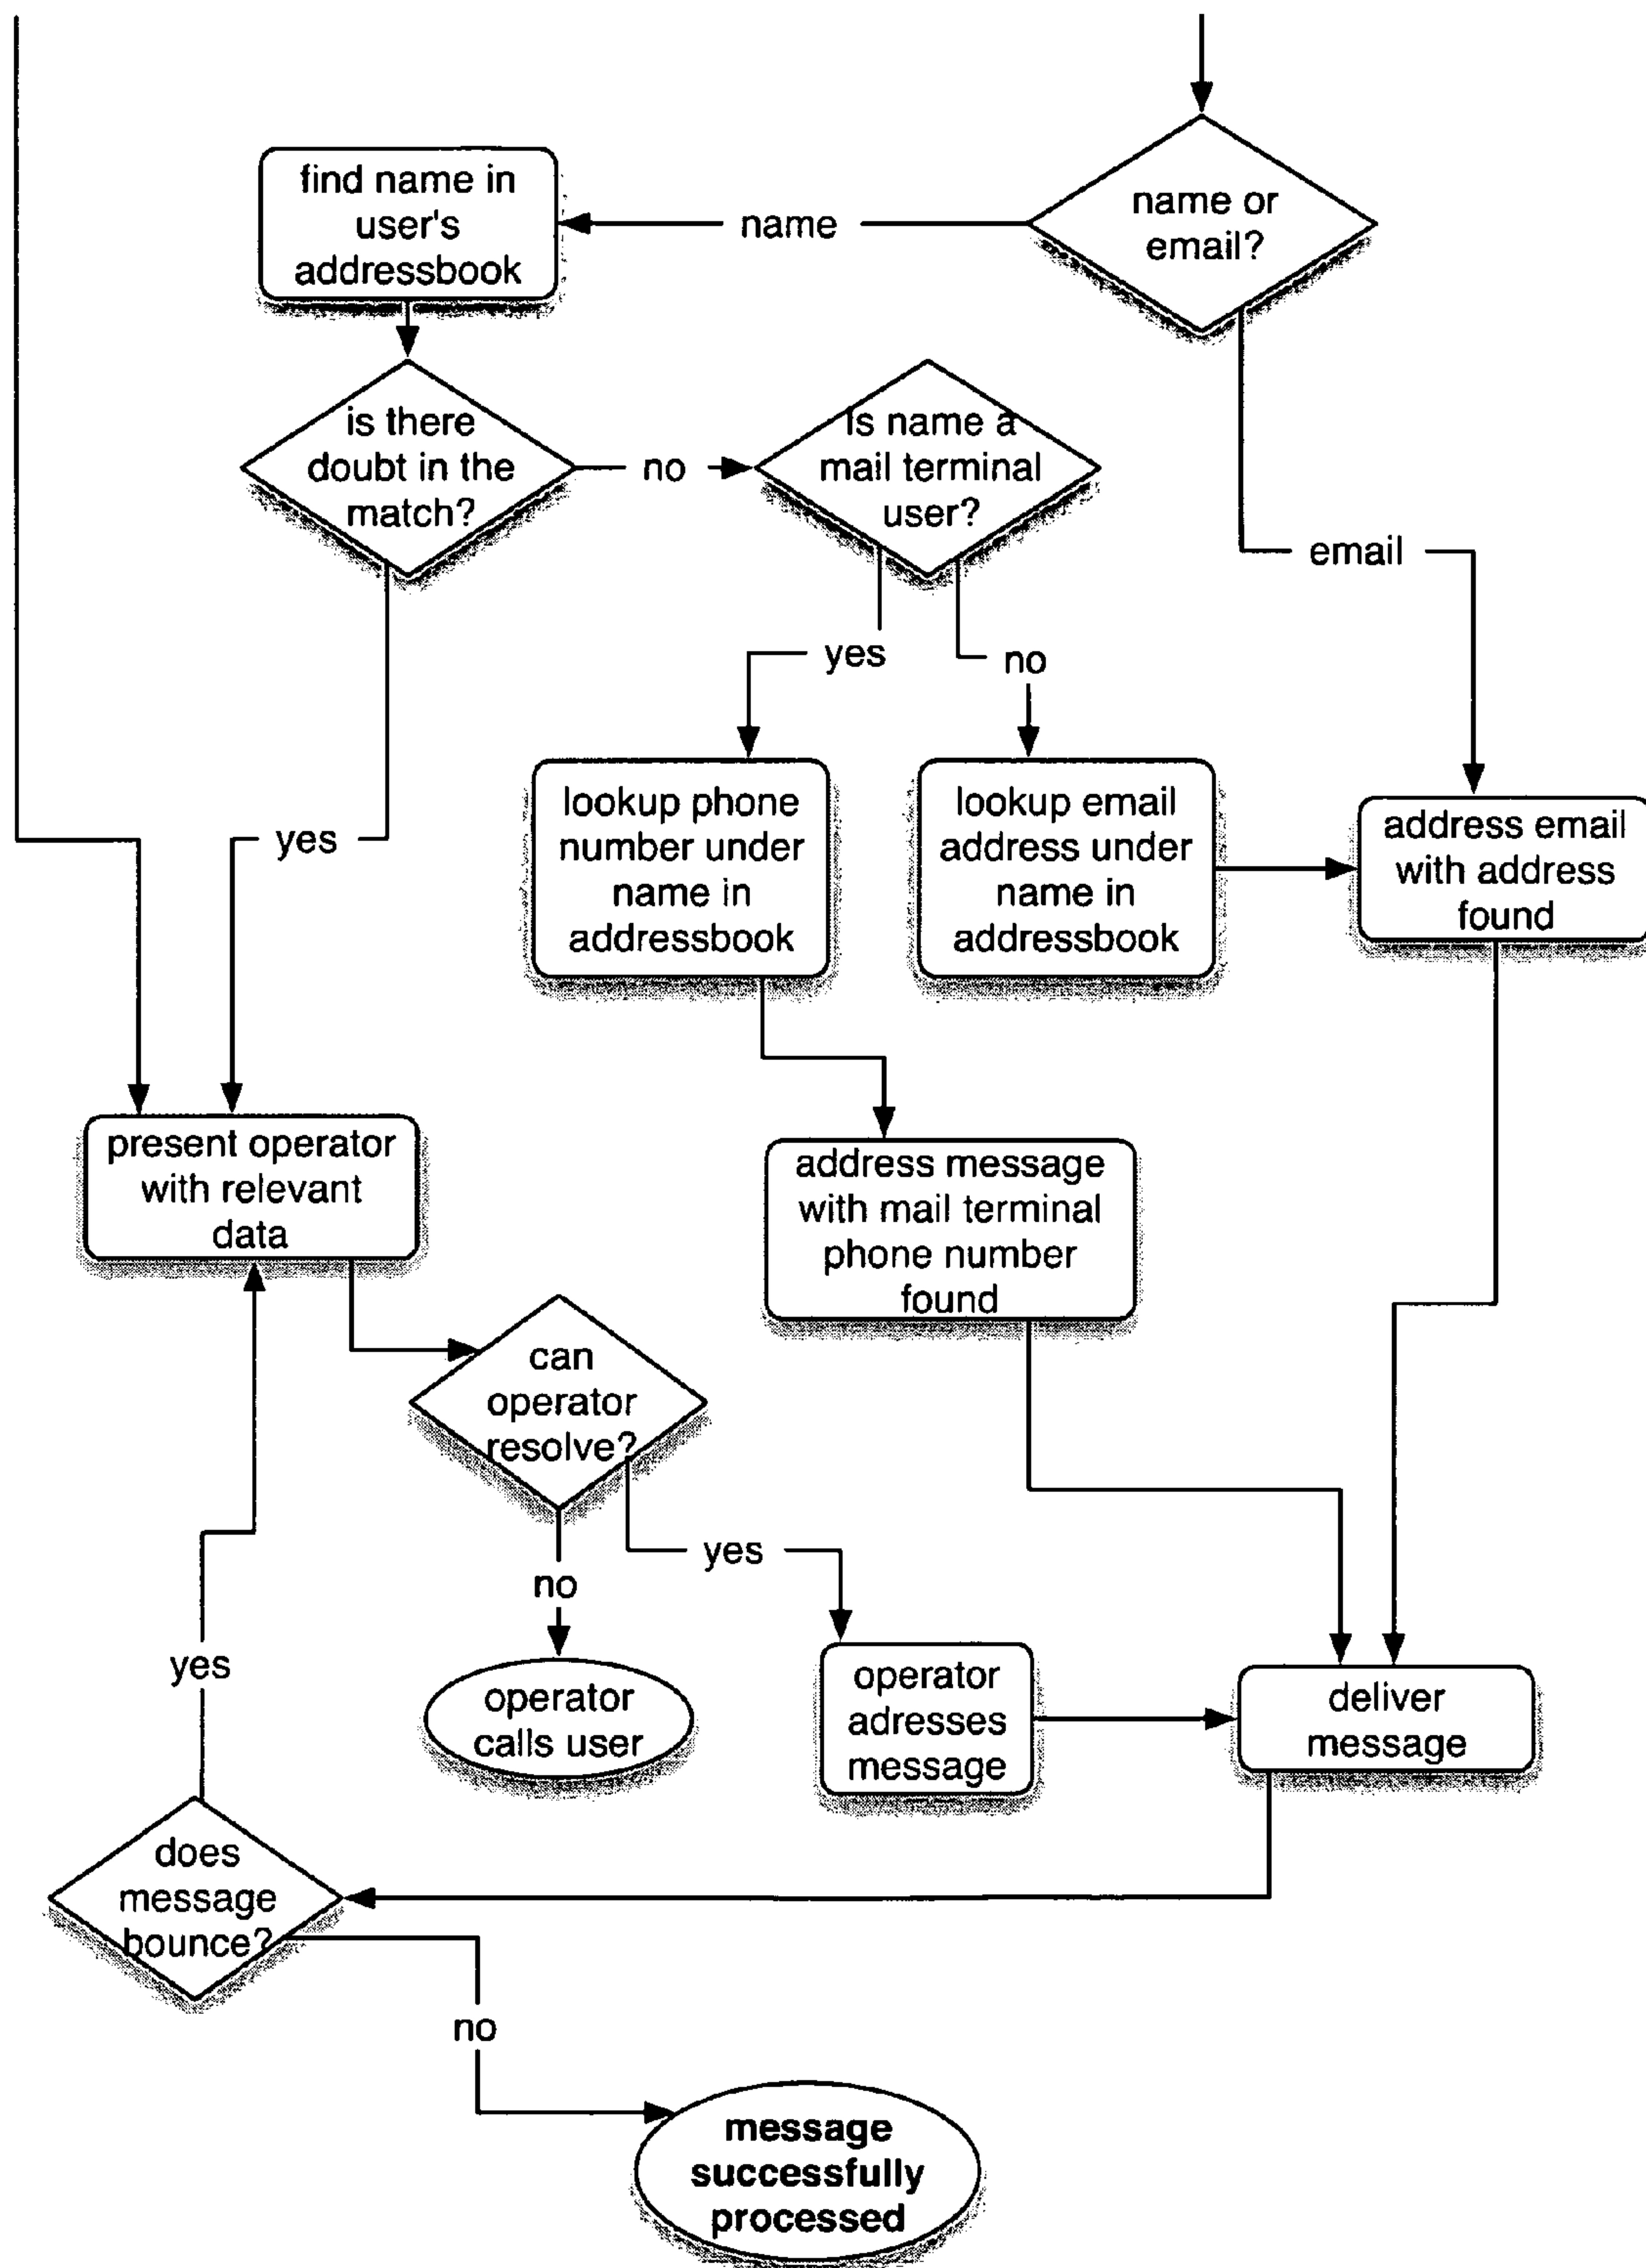 name or
email?
name
find name in
user's
addressbook
is there
doubt in the
match?
no
Is name a
mail terminal
user?
email
yes
no
yes
lookup phone
number under
name in
addressbook
lookup email
address under
name in
addressbook
address email
with address
found
present operator
with relevant
data
address message
with mail terminal
phone number
found
can
operator
resolve?
yes
no
yes
operator
calls user
operator
adresses
message
deliver
message
does
message
bounce?
no
message
successfully
processed